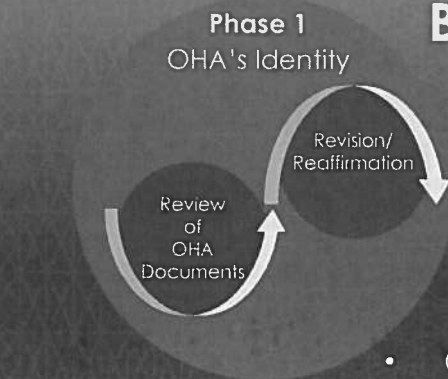 Phase 1
OHA's Identity
B
Revision/
Reaffirmation
Review
of
OHA
Documents
•